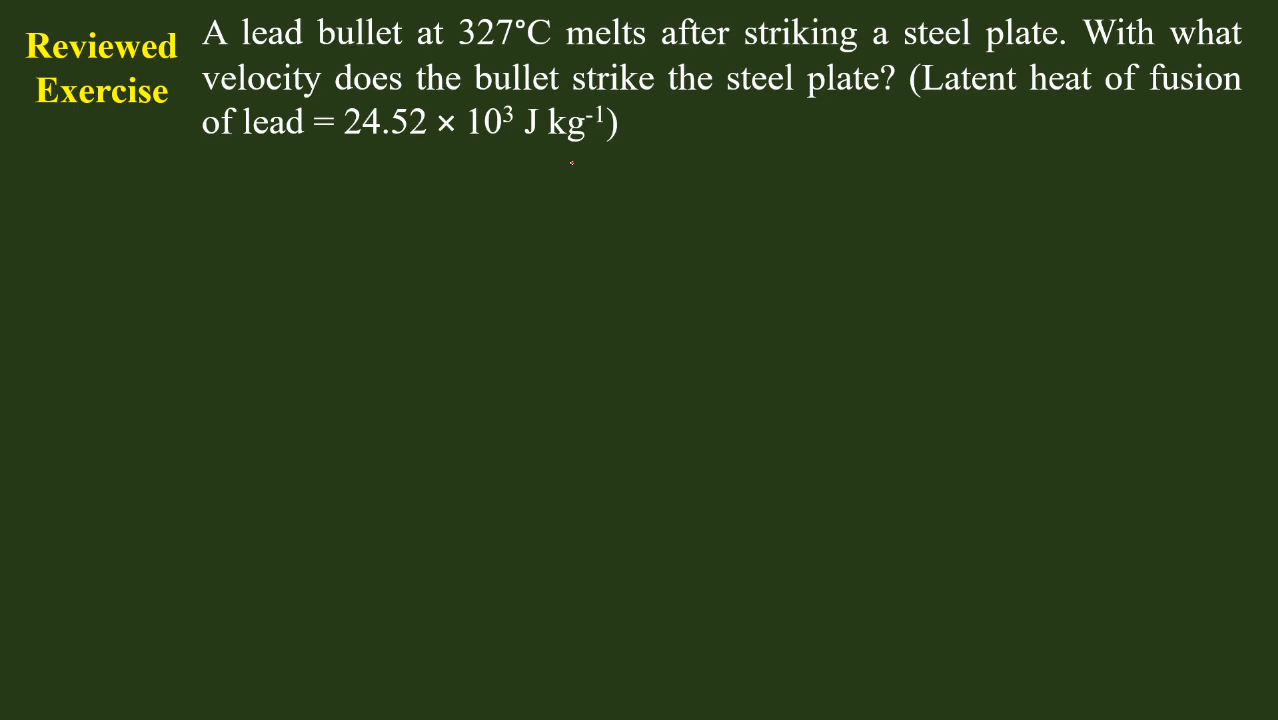 Reviewed
Exercise
A lead bullet at 327°C melts after striking a steel plate. With what
velocity does the bullet strike the steel plate? (Latent heat of fusion
of lead = 24.52 × 10³ J kg⁻¹)